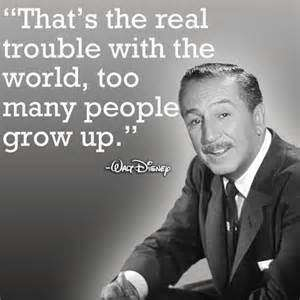 “That’s the real
trouble with the
world, too
many people
grow up.”
-Walt Disney